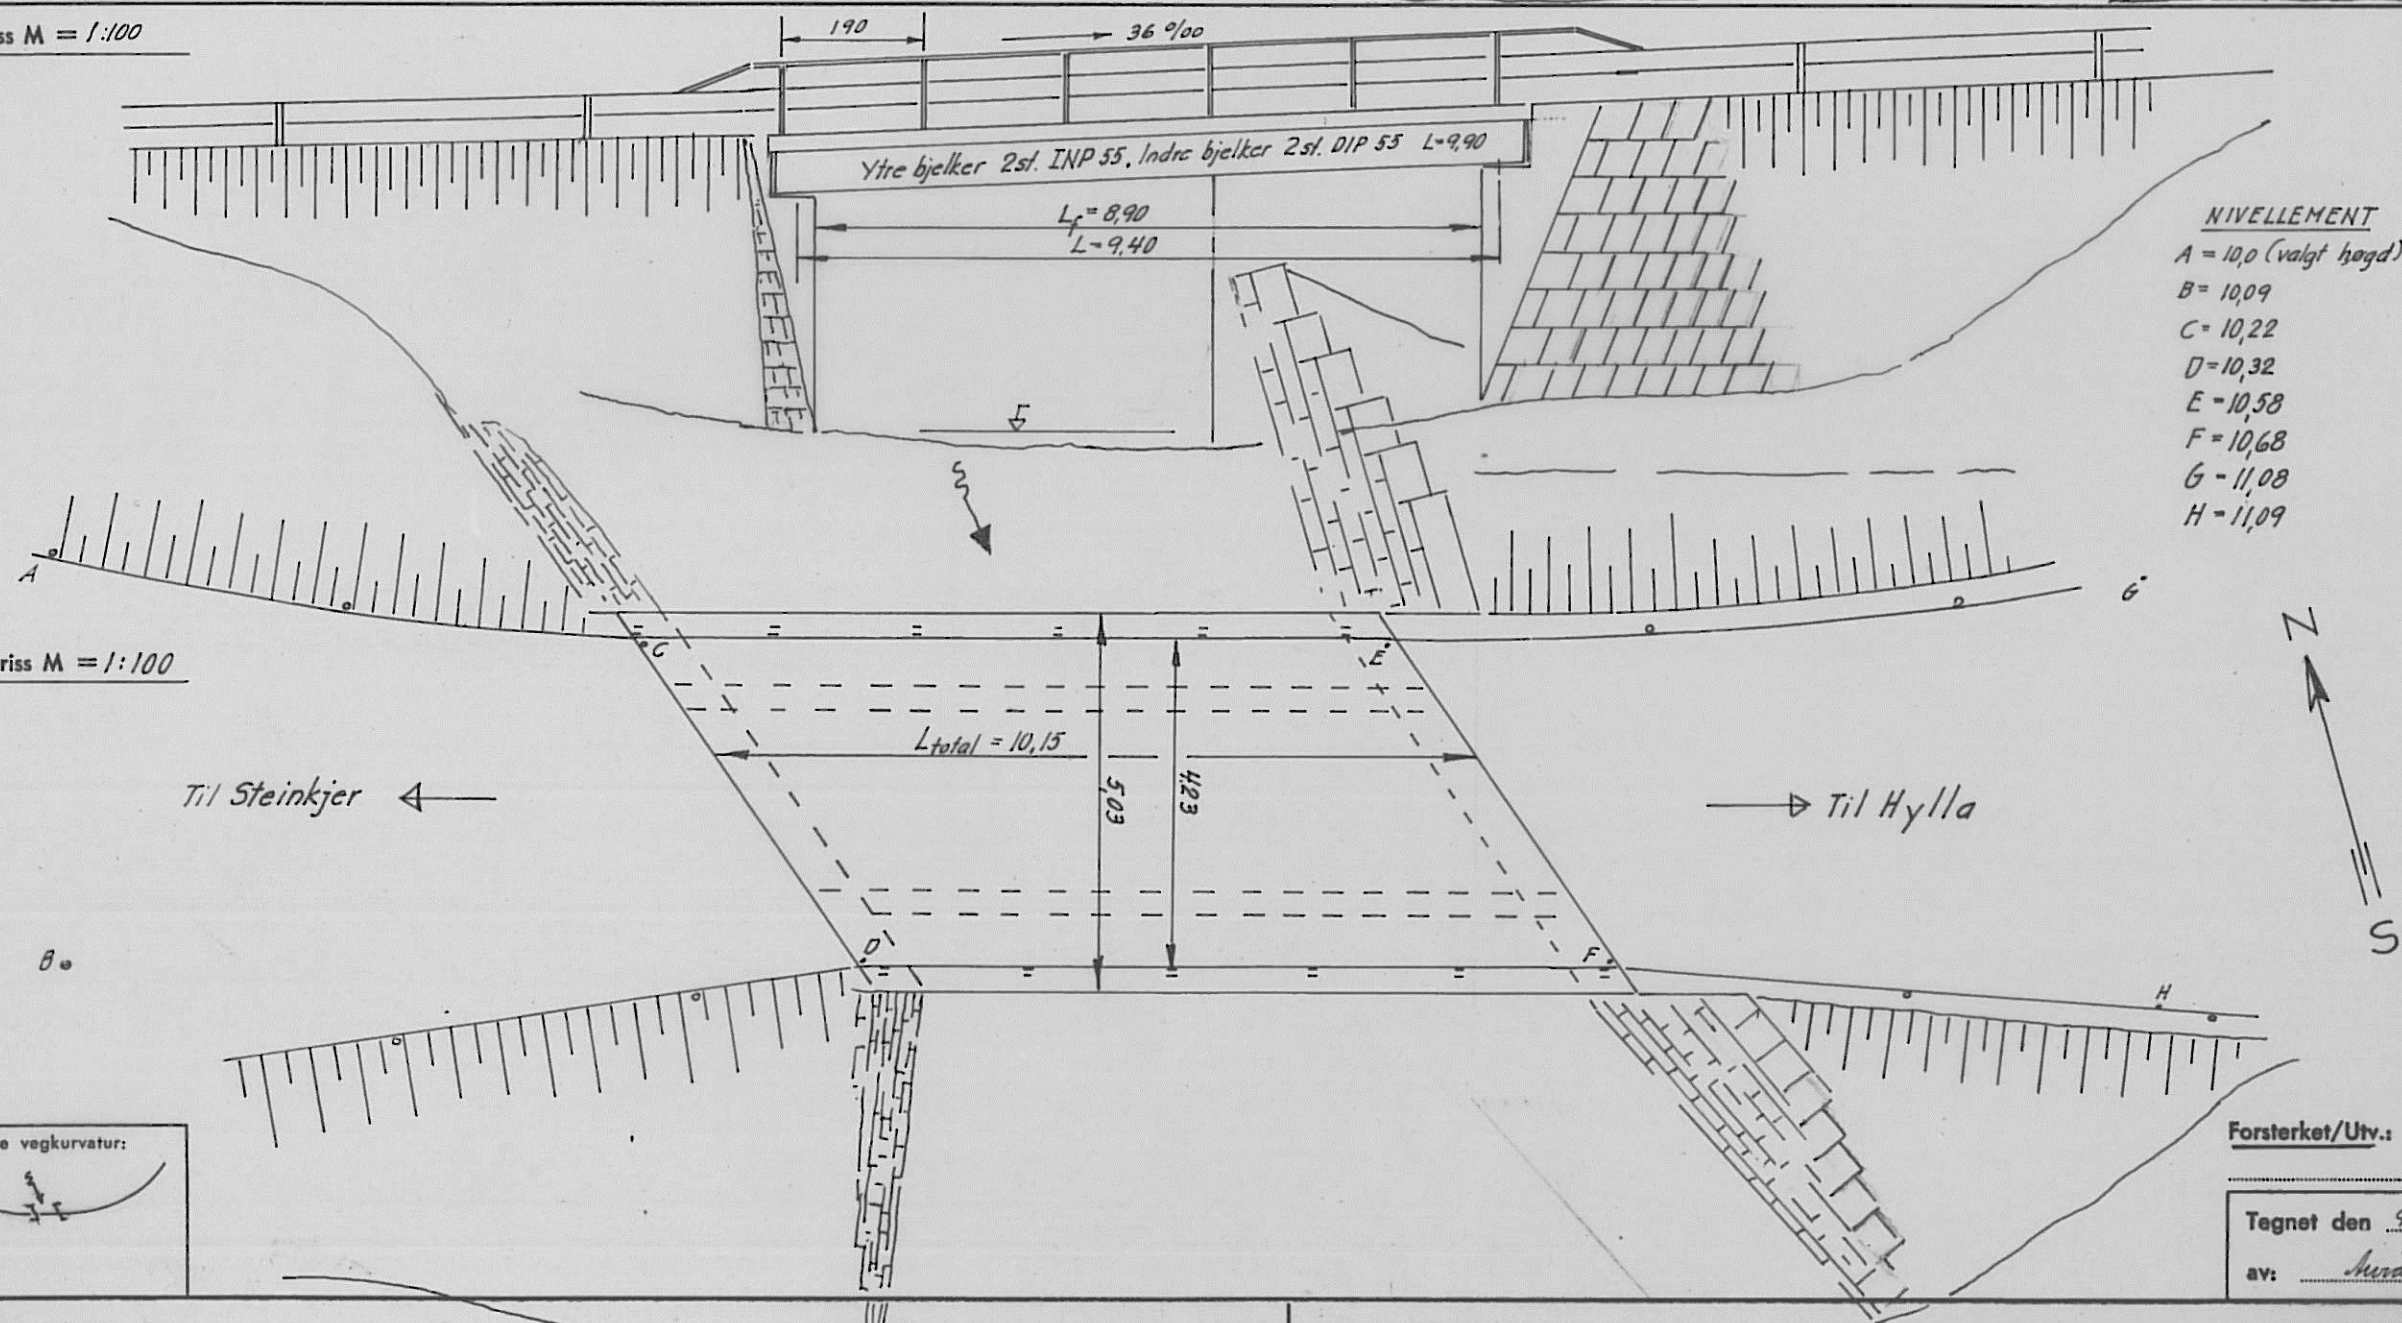 ss M = 1:100
190
36 ‰
Ytre bjelker 2st. INP 55. Indre bjelker 2st. DIP 55 L=9,90
Lf = 8,90
L=9,40
NIVELLEMENT
A = 10,0 (valgt høgd)
B = 10,09
C = 10,22
D = 10,32
E = 10,58
F = 10,68
G = 11,08
H = 11,09
A
G
C
E
riss M = 1:100
N
Ltotal = 10,15
5,03
4,23
Til Steinkjer
Til Hylla
S
B
D
F
H
e vegkurvatur:
Forsterket/Utv.:
Tegnet den
av: